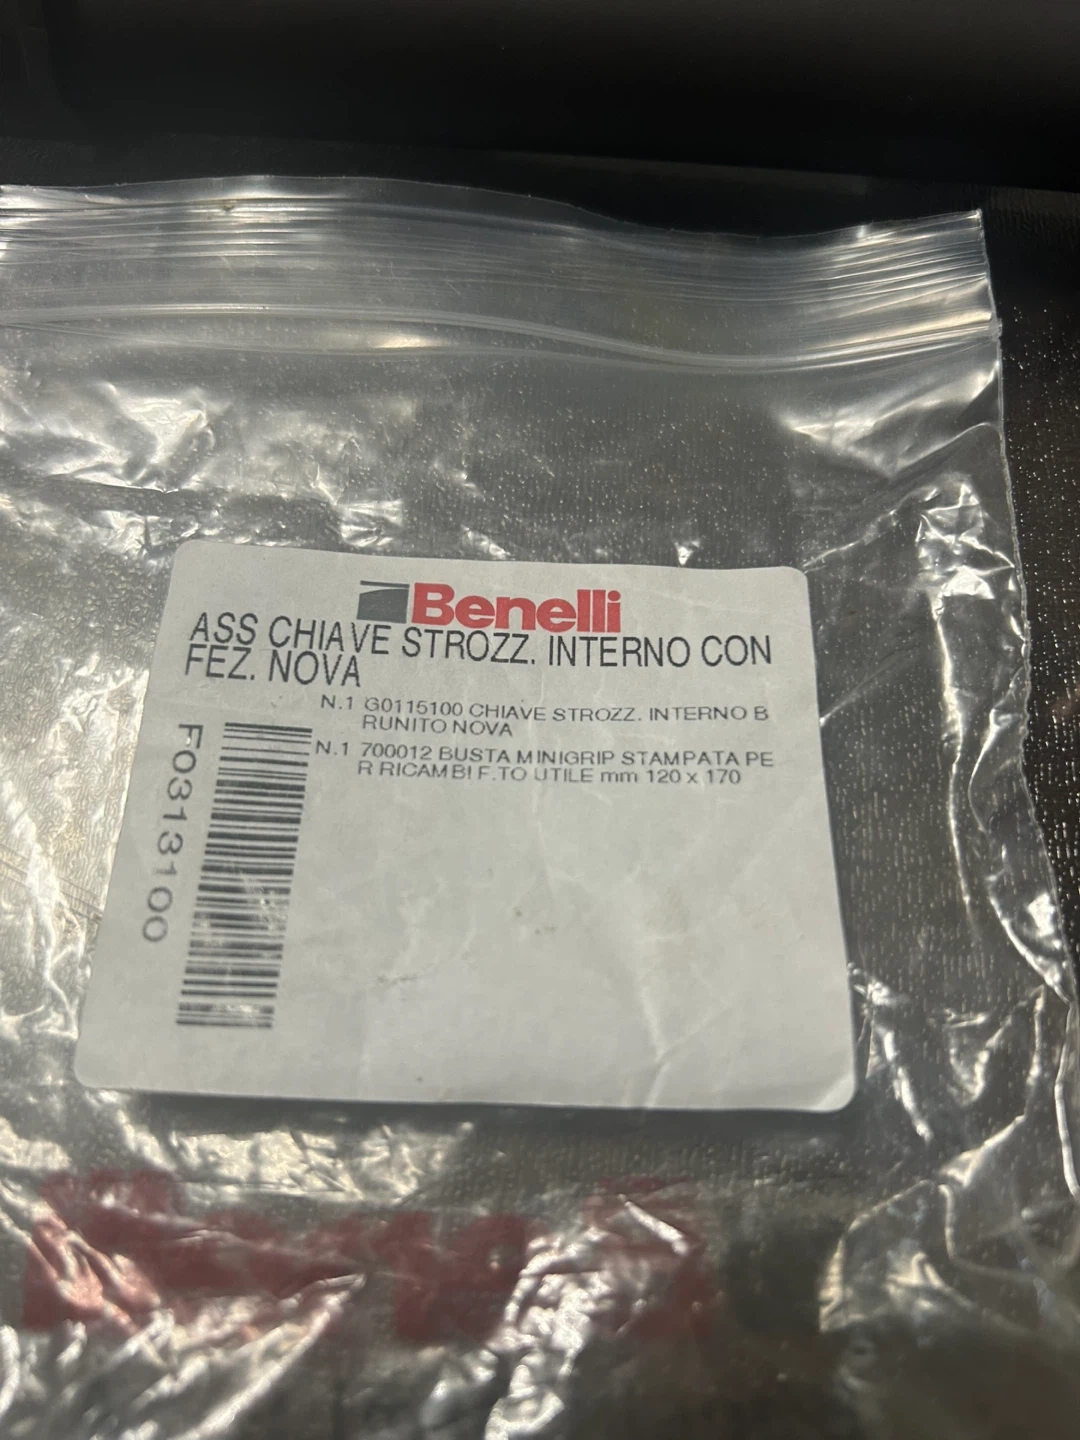 Benelli
ASS CHIAVE STROZZ. INTERNO CON
FEZ. NOVA
N.1 G0115100 CHIAVE STROZZ. INTERNO B
RUNITO NOVA
N.1 700012 BUSTA MINIGRIP STAMPATA PE
R RICAMBI F.TO UTILE mm 120 x 170
F0313100